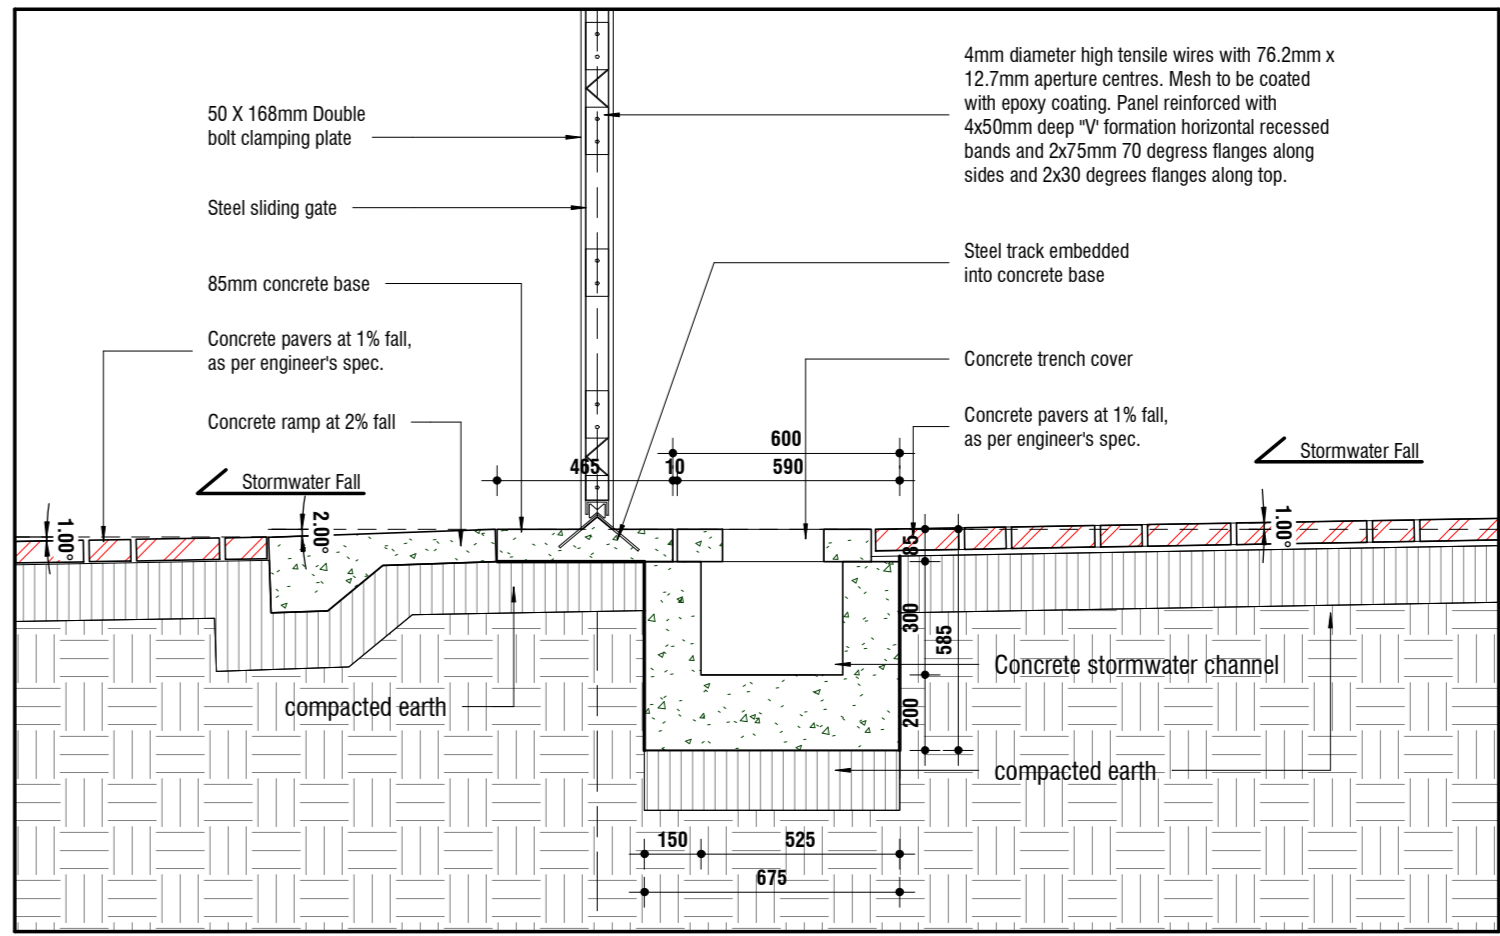 50 X 168mm Double
bolt clamping plate
Steel sliding gate
85mm concrete base
Concrete pavers at 1% fall,
as per engineer's spec.
Concrete ramp at 2% fall
Stormwater Fall
4mm diameter high tensile wires with 76.2mm x
12.7mm aperture centres. Mesh to be coated
with epoxy coating. Panel reinforced with
4x50mm deep "V' formation horizontal recessed
bands and 2x75mm 70 degress flanges along
sides and 2x30 degrees flanges along top.
Steel track embedded
into concrete base
Concrete trench cover
Concrete pavers at 1% fall,
as per engineer's spec.
Stormwater Fall
600
465
10
590
1.00°
2.00°
1.00°
85
300
585
200
Concrete stormwater channel
compacted earth
compacted earth
150
525
675